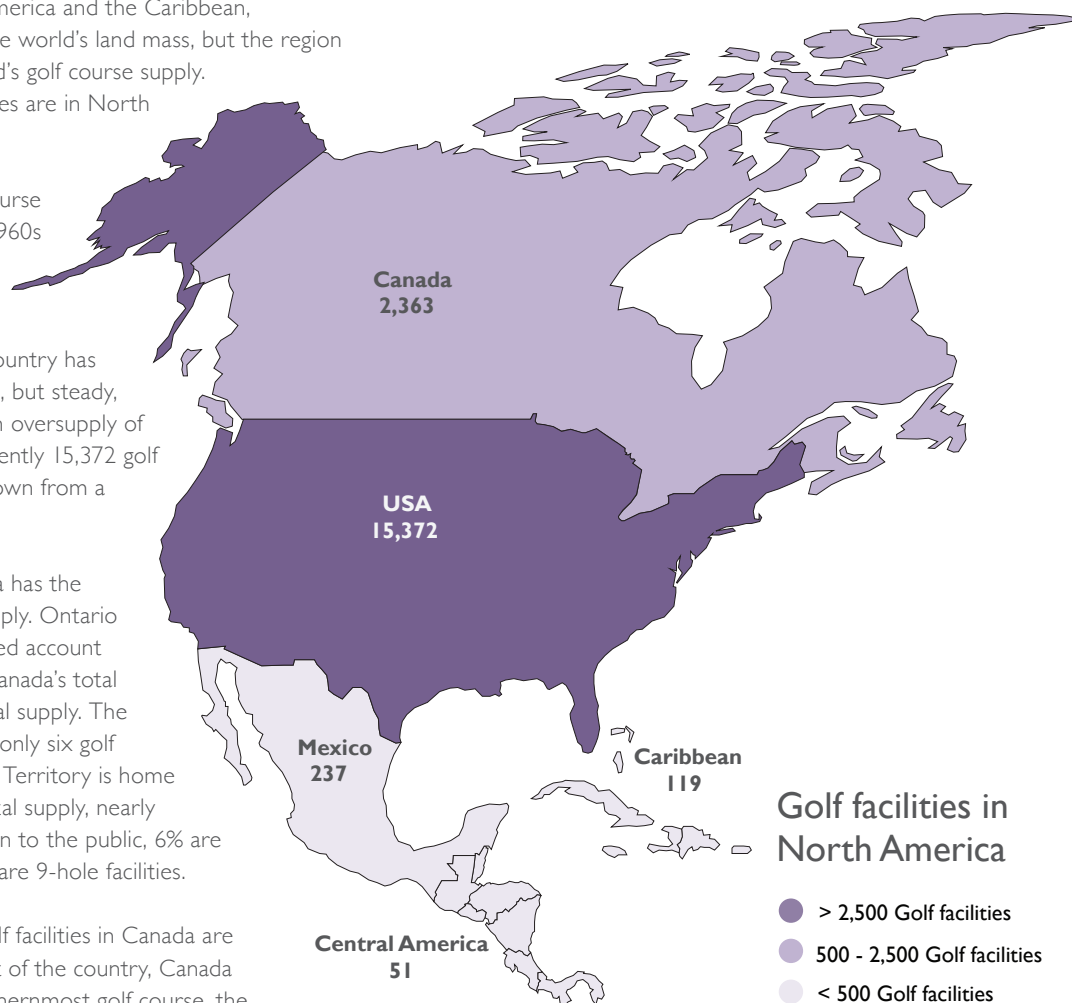 merica and the Caribbean,
e world's land mass, but the region
d's golf course supply.
es are in North
urse
960s
ountry has
, but steady,
n oversupply of
ently 15,372 golf
own from a
a has the
ply. Ontario
ed account
anada's total
al supply. The
only six golf
Territory is home
tal supply, nearly
n to the public, 6% are
are 9-hole facilities.
lf facilities in Canada are
of the country, Canada
hernmost golf course, the
Canada
2,363
USA
15,372
Mexico
237
Caribbean
119
Central America
51
Golf facilities in
North America
> 2,500 Golf facilities
500 - 2,500 Golf facilities
< 500 Golf facilities